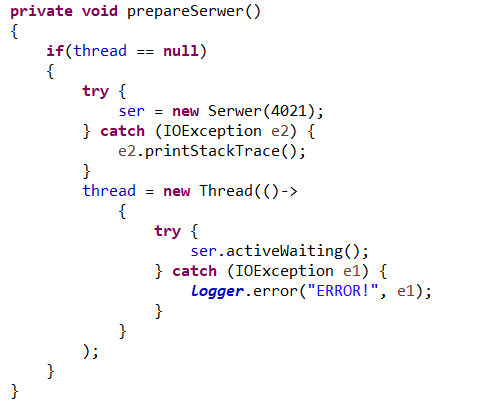 private void prepareSerwer()
{
    if(thread == null)
    {
        try {
            ser = new Serwer(4021);
        } catch (IOException e2) {
            e2.printStackTrace();
        }
        thread = new Thread(()->
            {
                try {
                    ser.activeWaiting();
                } catch (IOException e1) {
                    Logger.error("ERROR!", e1);
                }
            }
        );
    }
}